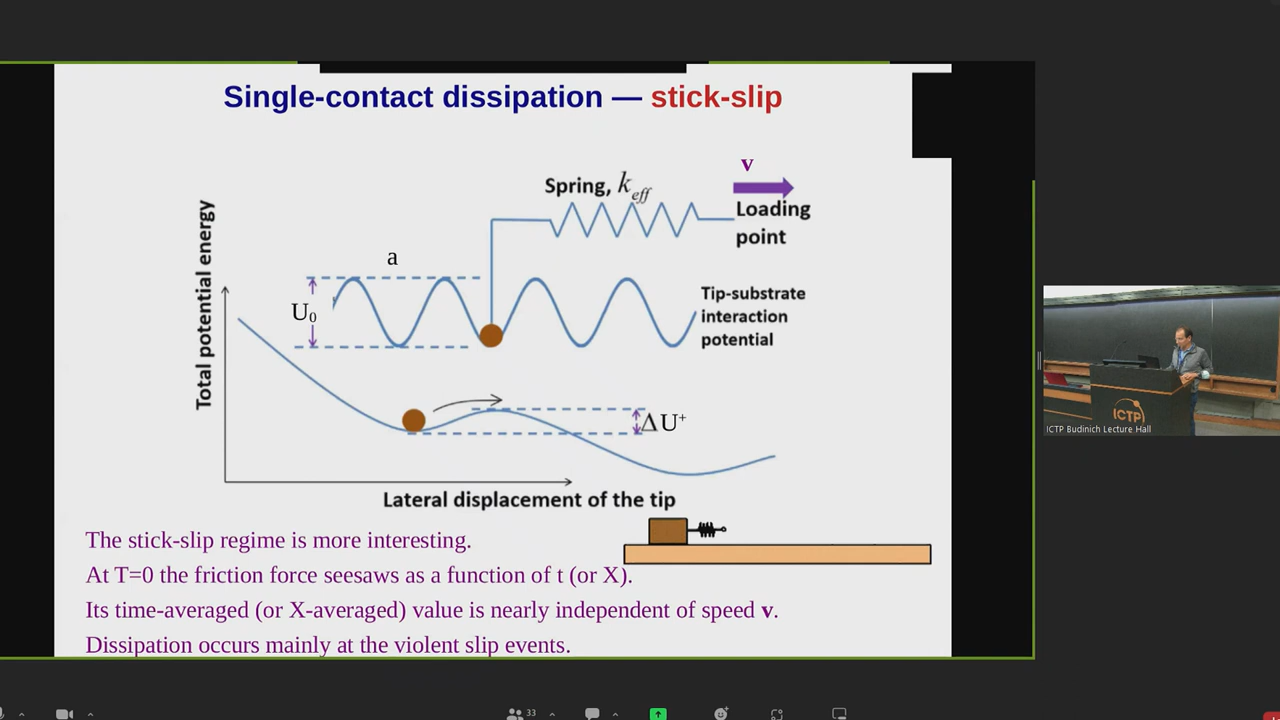 Single-contact dissipation — stick-slip
v
Spring, k_eff
Loading
point
a
U₀
Tip-substrate
interaction
potential
Total potential energy
ΔU⁺
Lateral displacement of the tip
The stick-slip regime is more interesting.
At T=0 the friction force seesaws as a function of t (or X).
Its time-averaged (or X-averaged) value is nearly independent of speed v.
Dissipation occurs mainly at the violent slip events.
ICTP
ICTP Budinich Lecture Hall
33